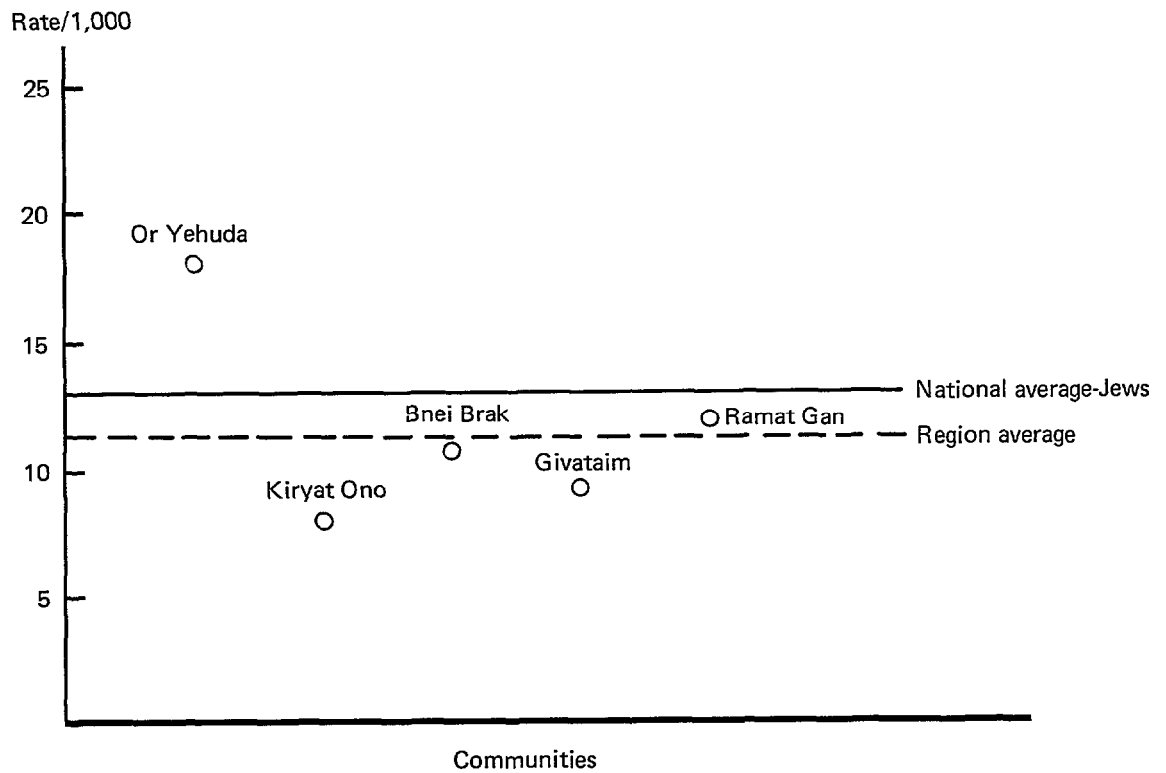 Rate/1,000
25
20
Or Yehuda
15
National average-Jews
Bnei Brak
Ramat Gan
Region average
10
Givataim
Kiryat Ono
5
Communities